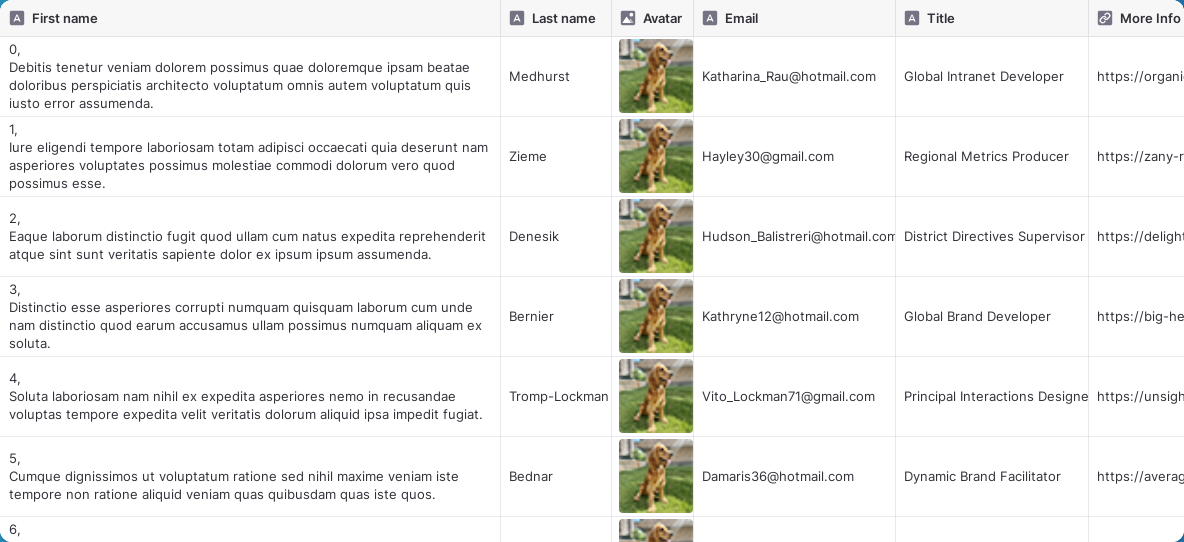 First name Last name Avatar Email Title More Info
0,
Debitis tenetur veniam dolorem possimus quae doloremque ipsam beatae
doloribus perspiciatis architecto voluptatum omnis autem voluptatum quis
iusto error assumenda.
Medhurst
Katharina_Rau@hotmail.com
Global Intranet Developer
https://organi
1,
Iure eligendi tempore laboriosam totam adipisci occaecati quia deserunt nam
asperiores voluptates possimus molestiae commodi dolorum vero quod
possimus esse.
Zieme
Hayley30@gmail.com
Regional Metrics Producer
https://zany-r
2,
Eaque laborum distinctio fugit quod ullam cum natus expedita reprehenderit
atque sint sunt veritatis sapiente dolor ex ipsum ipsum assumenda.
Denesik
Hudson_Balistreri@hotmail.com
District Directives Supervisor
https://delight
3,
Distinctio esse asperiores corrupti numquam quisquam laborum cum unde
nam distinctio quod earum accusamus ullam possimus numquam aliquam ex
soluta.
Bernier
Kathryne12@hotmail.com
Global Brand Developer
https://big-he
4,
Soluta laboriosam nam nihil ex expedita asperiores nemo in recusandae
voluptas tempore expedita velit veritatis dolorum aliquid ipsa impedit fugiat.
Tromp-Lockman
Vito_Lockman71@gmail.com
Principal Interactions Designe
https://unsigh
5,
Cumque dignissimos ut voluptatum ratione sed nihil maxime veniam iste
tempore non ratione aliquid veniam quas quibusdam quas iste quos.
Bednar
Damaris36@hotmail.com
Dynamic Brand Facilitator
https://averag
6,